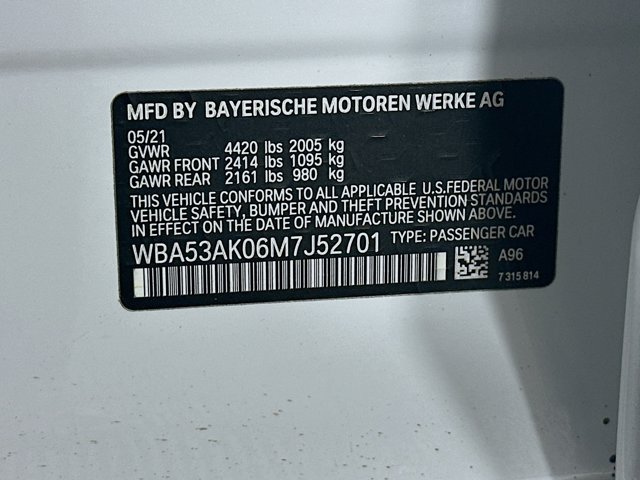 MFD BY BAYERISCHE MOTOREN WERKE AG
05/21
GVWR 4420 lbs 2005 kg
GAWR FRONT 2414 lbs 1095 kg
GAWR REAR 2161 lbs 980 kg
THIS VEHICLE CONFORMS TO ALL APPLICABLE U.S.FEDERAL MOTOR
VEHICLE SAFETY, BUMPER AND THEFT PREVENTION STANDARDS
IN EFFECT ON THE DATE OF MANUFACTURE SHOWN ABOVE.
WBA53AK06M7J52701 TYPE: PASSENGER CAR
A96
7 315 814